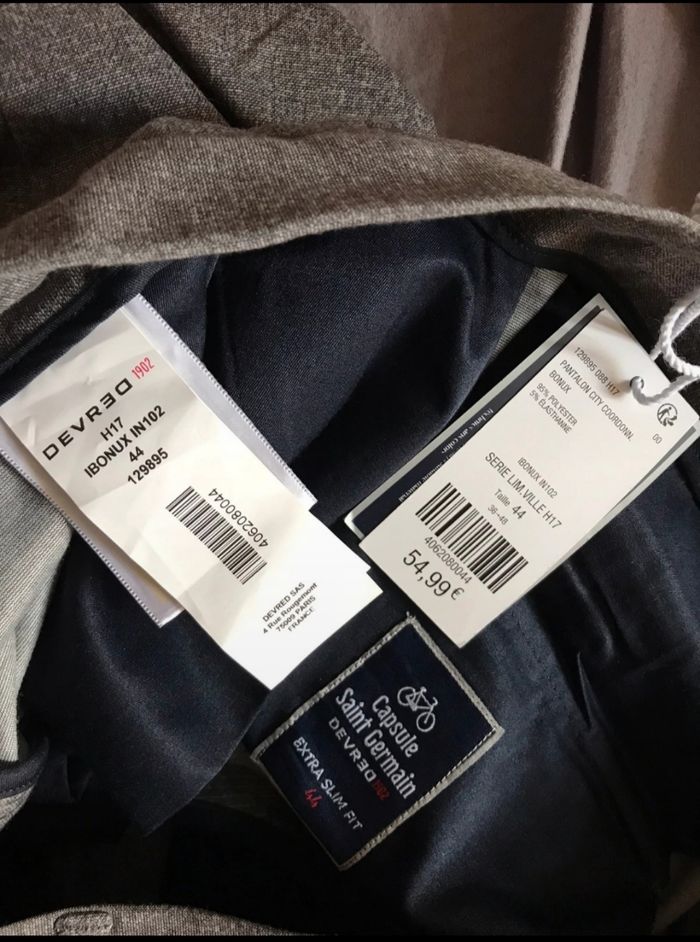 DEVRED 1902
H17
IBONUX IN102
44
129895
4062080044
DEVRED SAS
4 Rue Rougemont
75009 PARIS
FRANCE
129895 088 H17
PANTALON CITY COORDONN.
BONUX 00
95% POLYESTER
5% ELASTHANNE
IBONUX IN102
SERIE LIM.VILLE H17
Taille 44
36-48
4062080044
54,99 €
Capsule
Saint Germain
DEVRED 1902
EXTRA SLIM FIT
44